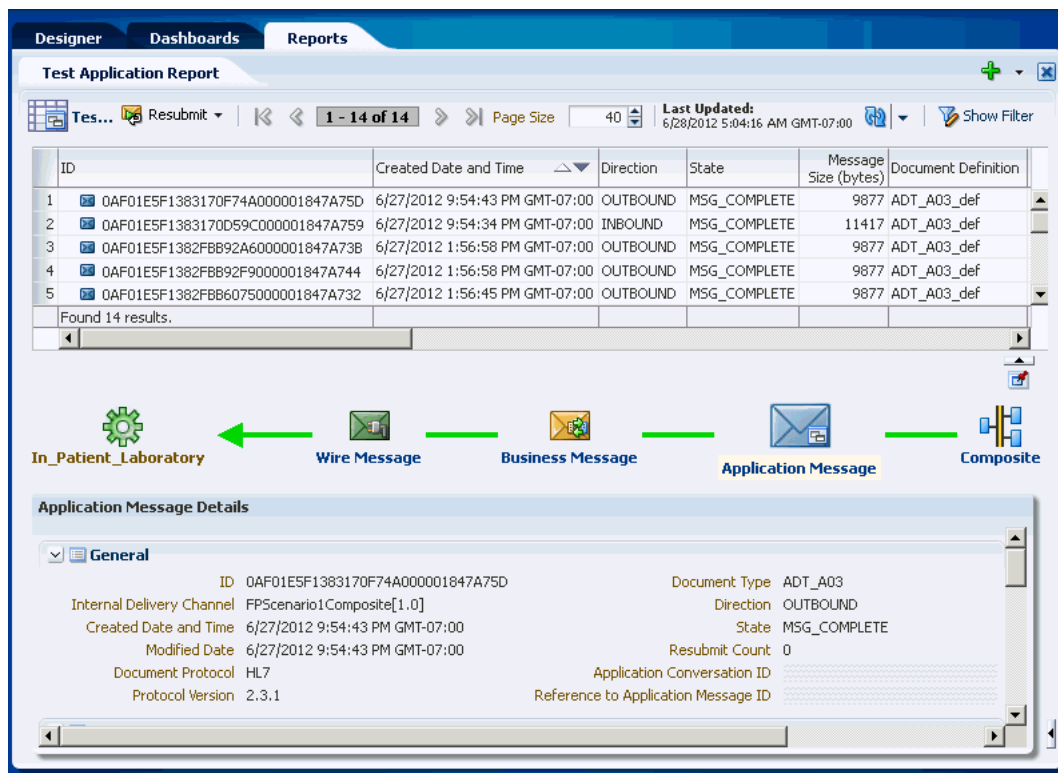 Designer Dashboards Reports
Test Application Report
Tes... Resubmit 1 - 14 of 14 Page Size 40 Last Updated: 6/28/2012 5:04:16 AM GMT-07:00 Show Filter
ID Created Date and Time Direction State Message Size (bytes) Document Definition
1 0AF01E5F1383170F74A000001847A75D 6/27/2012 9:54:43 PM GMT-07:00 OUTBOUND MSG_COMPLETE 9877 ADT_A03_def
2 0AF01E5F1383170D59C000001847A759 6/27/2012 9:54:34 PM GMT-07:00 INBOUND MSG_COMPLETE 11417 ADT_A03_def
3 0AF01E5F1382FBB92A6000001847A73B 6/27/2012 1:56:58 PM GMT-07:00 OUTBOUND MSG_COMPLETE 9877 ADT_A03_def
4 0AF01E5F1382FBB92F9000001847A744 6/27/2012 1:56:58 PM GMT-07:00 OUTBOUND MSG_COMPLETE 9877 ADT_A03_def
5 0AF01E5F1382FBB6075000001847A732 6/27/2012 1:56:45 PM GMT-07:00 OUTBOUND MSG_COMPLETE 9877 ADT_A03_def
Found 14 results.
In_Patient_Laboratory Wire Message Business Message Application Message Composite
Application Message Details
General
ID 0AF01E5F1383170F74A000001847A75D Document Type ADT_A03
Internal Delivery Channel FPScenario1Composite[1.0] Direction OUTBOUND
Created Date and Time 6/27/2012 9:54:43 PM GMT-07:00 State MSG_COMPLETE
Modified Date 6/27/2012 9:54:43 PM GMT-07:00 Resubmit Count 0
Document Protocol HL7 Application Conversation ID
Protocol Version 2.3.1 Reference to Application Message ID